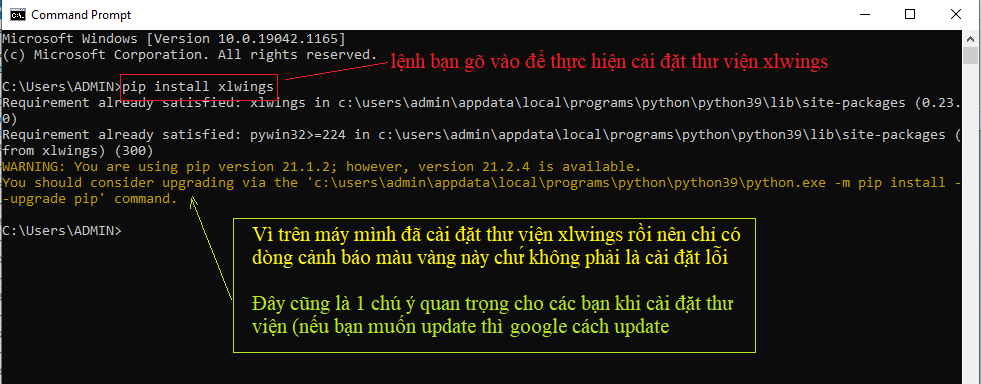 Command Prompt
Microsoft Windows [Version 10.0.19042.1165]
(c) Microsoft Corporation. All rights reserved.
lệnh bạn gõ vào để thực hiện cài đặt thư viện xlwings
C:\Users\ADMIN>pip install xlwings
Requirement already satisfied: xlwings in c:\users\admin\appdata\local\programs\python\python39\lib\site-packages (0.23.
0)
Requirement already satisfied: pywin32>=224 in c:\users\admin\appdata\local\programs\python\python39\lib\site-packages (
from xlwings) (300)
WARNING: You are using pip version 21.1.2; however, version 21.2.4 is available.
You should consider upgrading via the 'c:\users\admin\appdata\local\programs\python\python39\python.exe -m pip install -
-upgrade pip' command.
C:\Users\ADMIN>
Vì trên máy mình đã cài đặt thư viện xlwings rồi nên chỉ có
dòng cảnh báo màu vàng này chứ không phải là cài đặt lỗi
Đây cũng là 1 chú ý quan trọng cho các bạn khi cài đặt thư
viện (nếu bạn muốn update thì google cách update